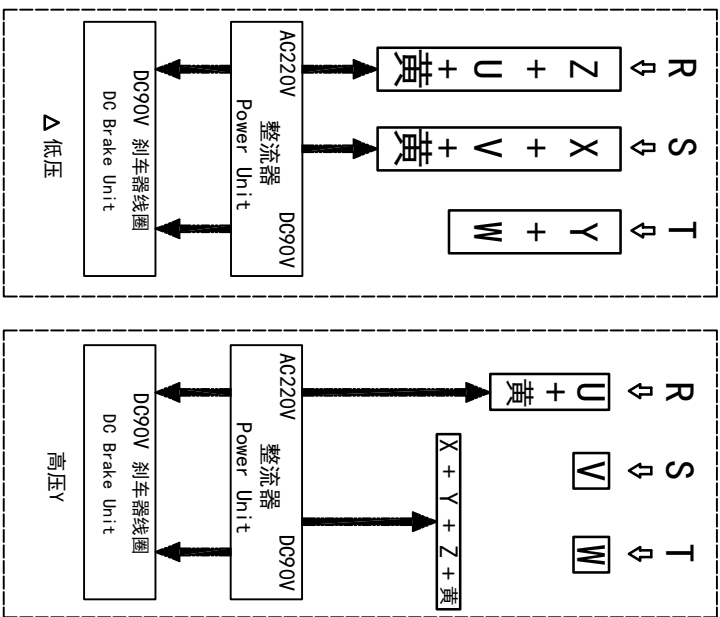 R S T
Z + U + 黄
X + V + 黄
Y + W
AC220V DC90V
整流器
Power Unit
DC90V 刹车器线圈
DC Brake Unit
Δ 低压
R S T
U + 黄
V
W
X + Y + Z + 黄
AC220V DC90V
整流器
Power Unit
DC90V 刹车器线圈
DC Brake Unit
高压Y